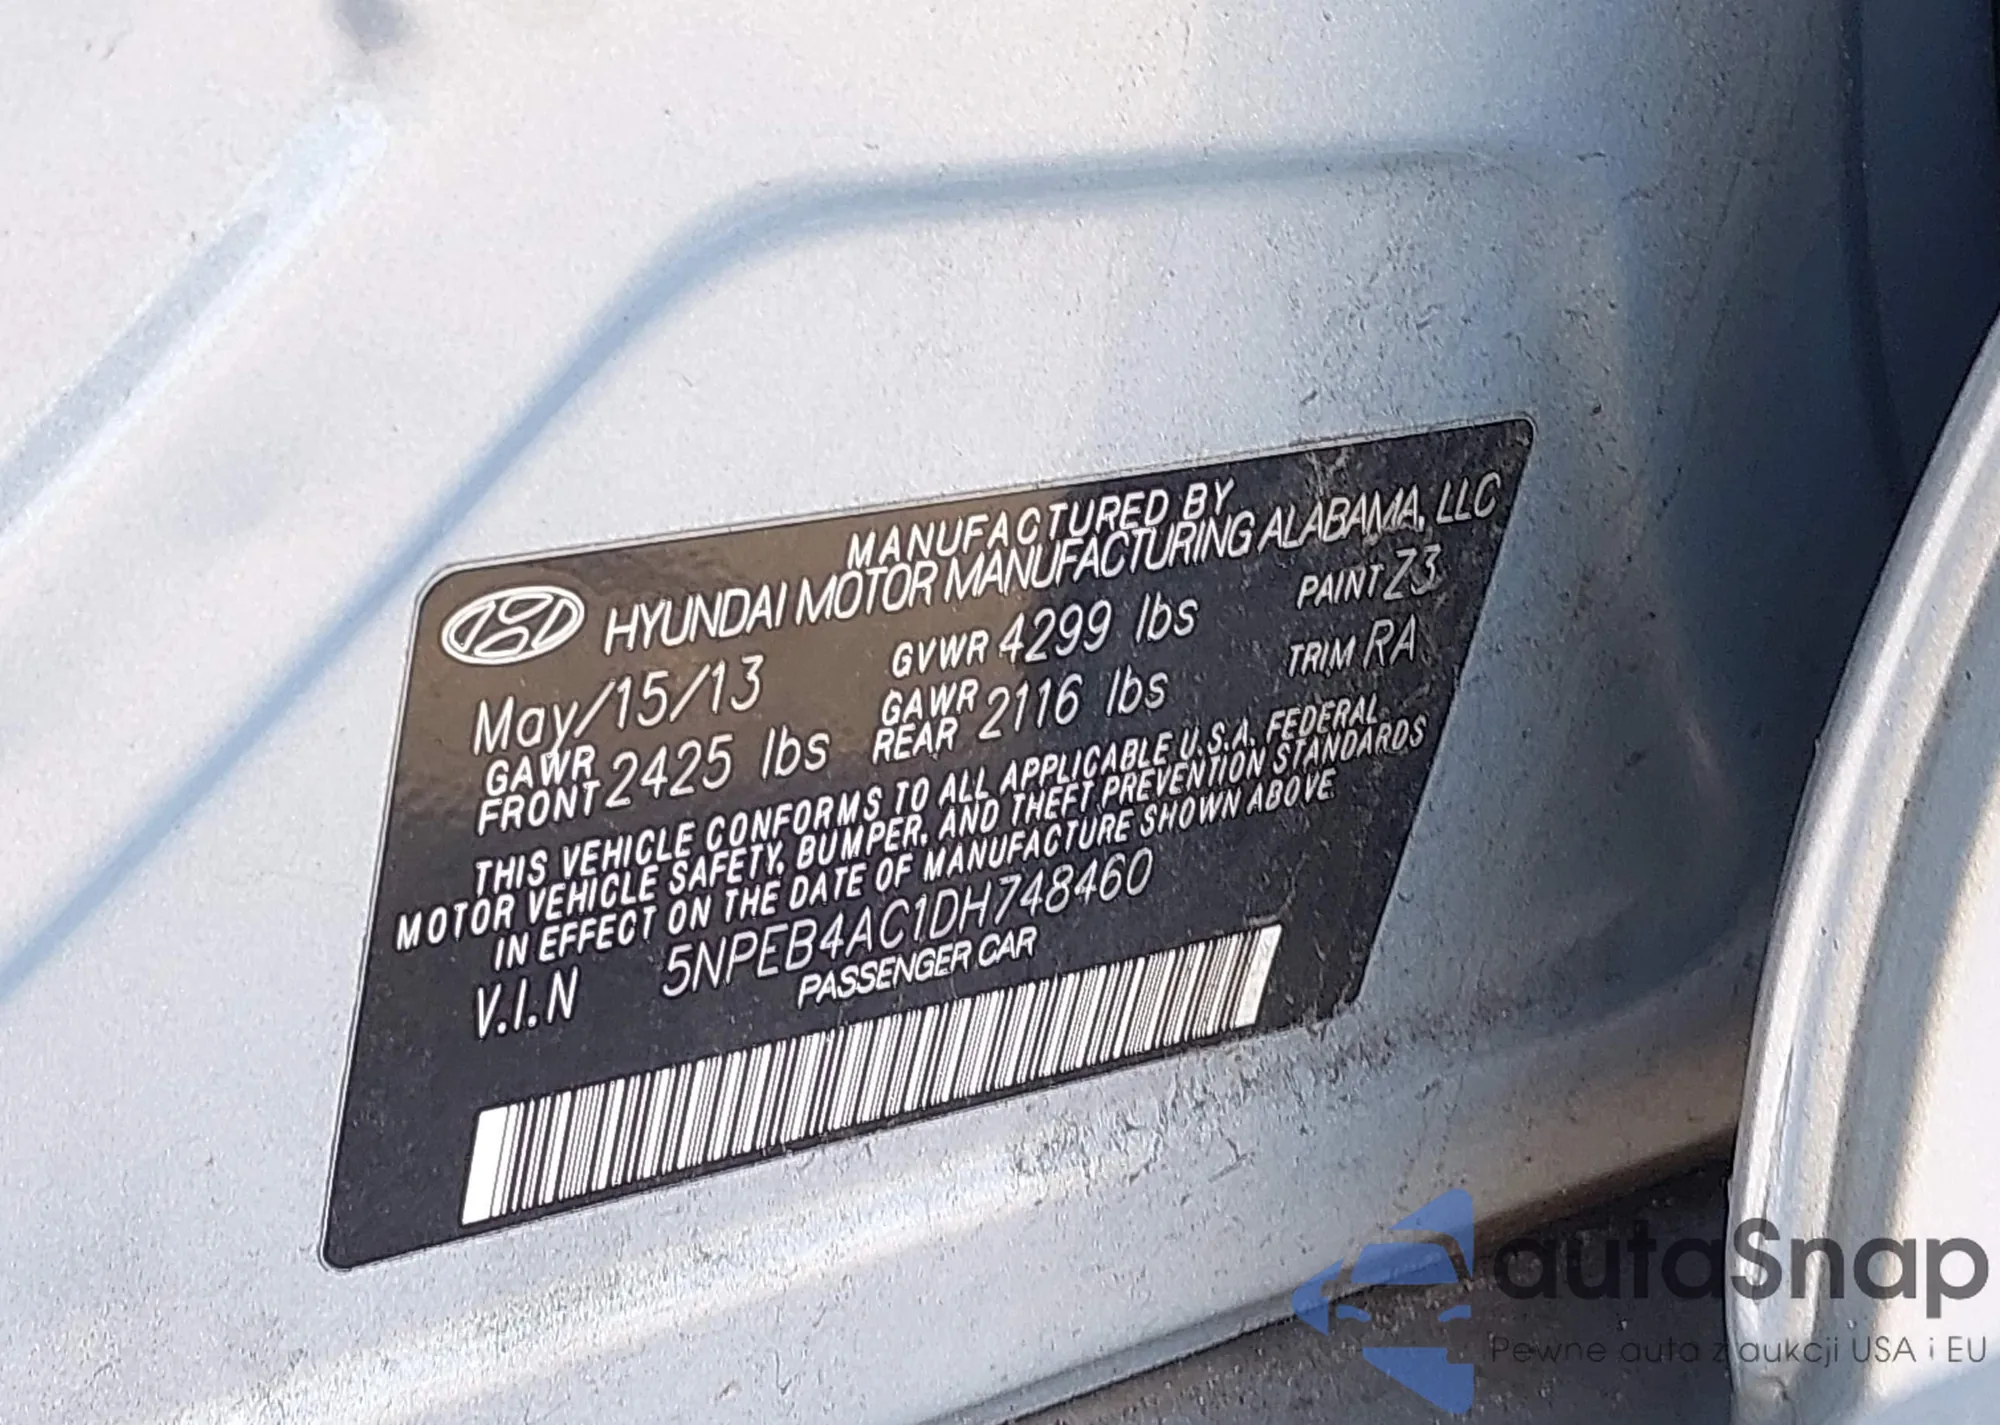 MANUFACTURED BY
HYUNDAI MOTOR MANUFACTURING ALABAMA, LLC
May/15/13 GVWR 4299 lbs PAINT Z3
GAWR FRONT 2425 lbs GAWR REAR 2116 lbs TRIM RA
THIS VEHICLE CONFORMS TO ALL APPLICABLE U.S.A. FEDERAL
MOTOR VEHICLE SAFETY, BUMPER, AND THEFT PREVENTION STANDARDS
IN EFFECT ON THE DATE OF MANUFACTURE SHOWN ABOVE
V.I.N 5NPEB4AC1DH748460
PASSENGER CAR
autaSnap
Pewne auta z aukcji USA i EU